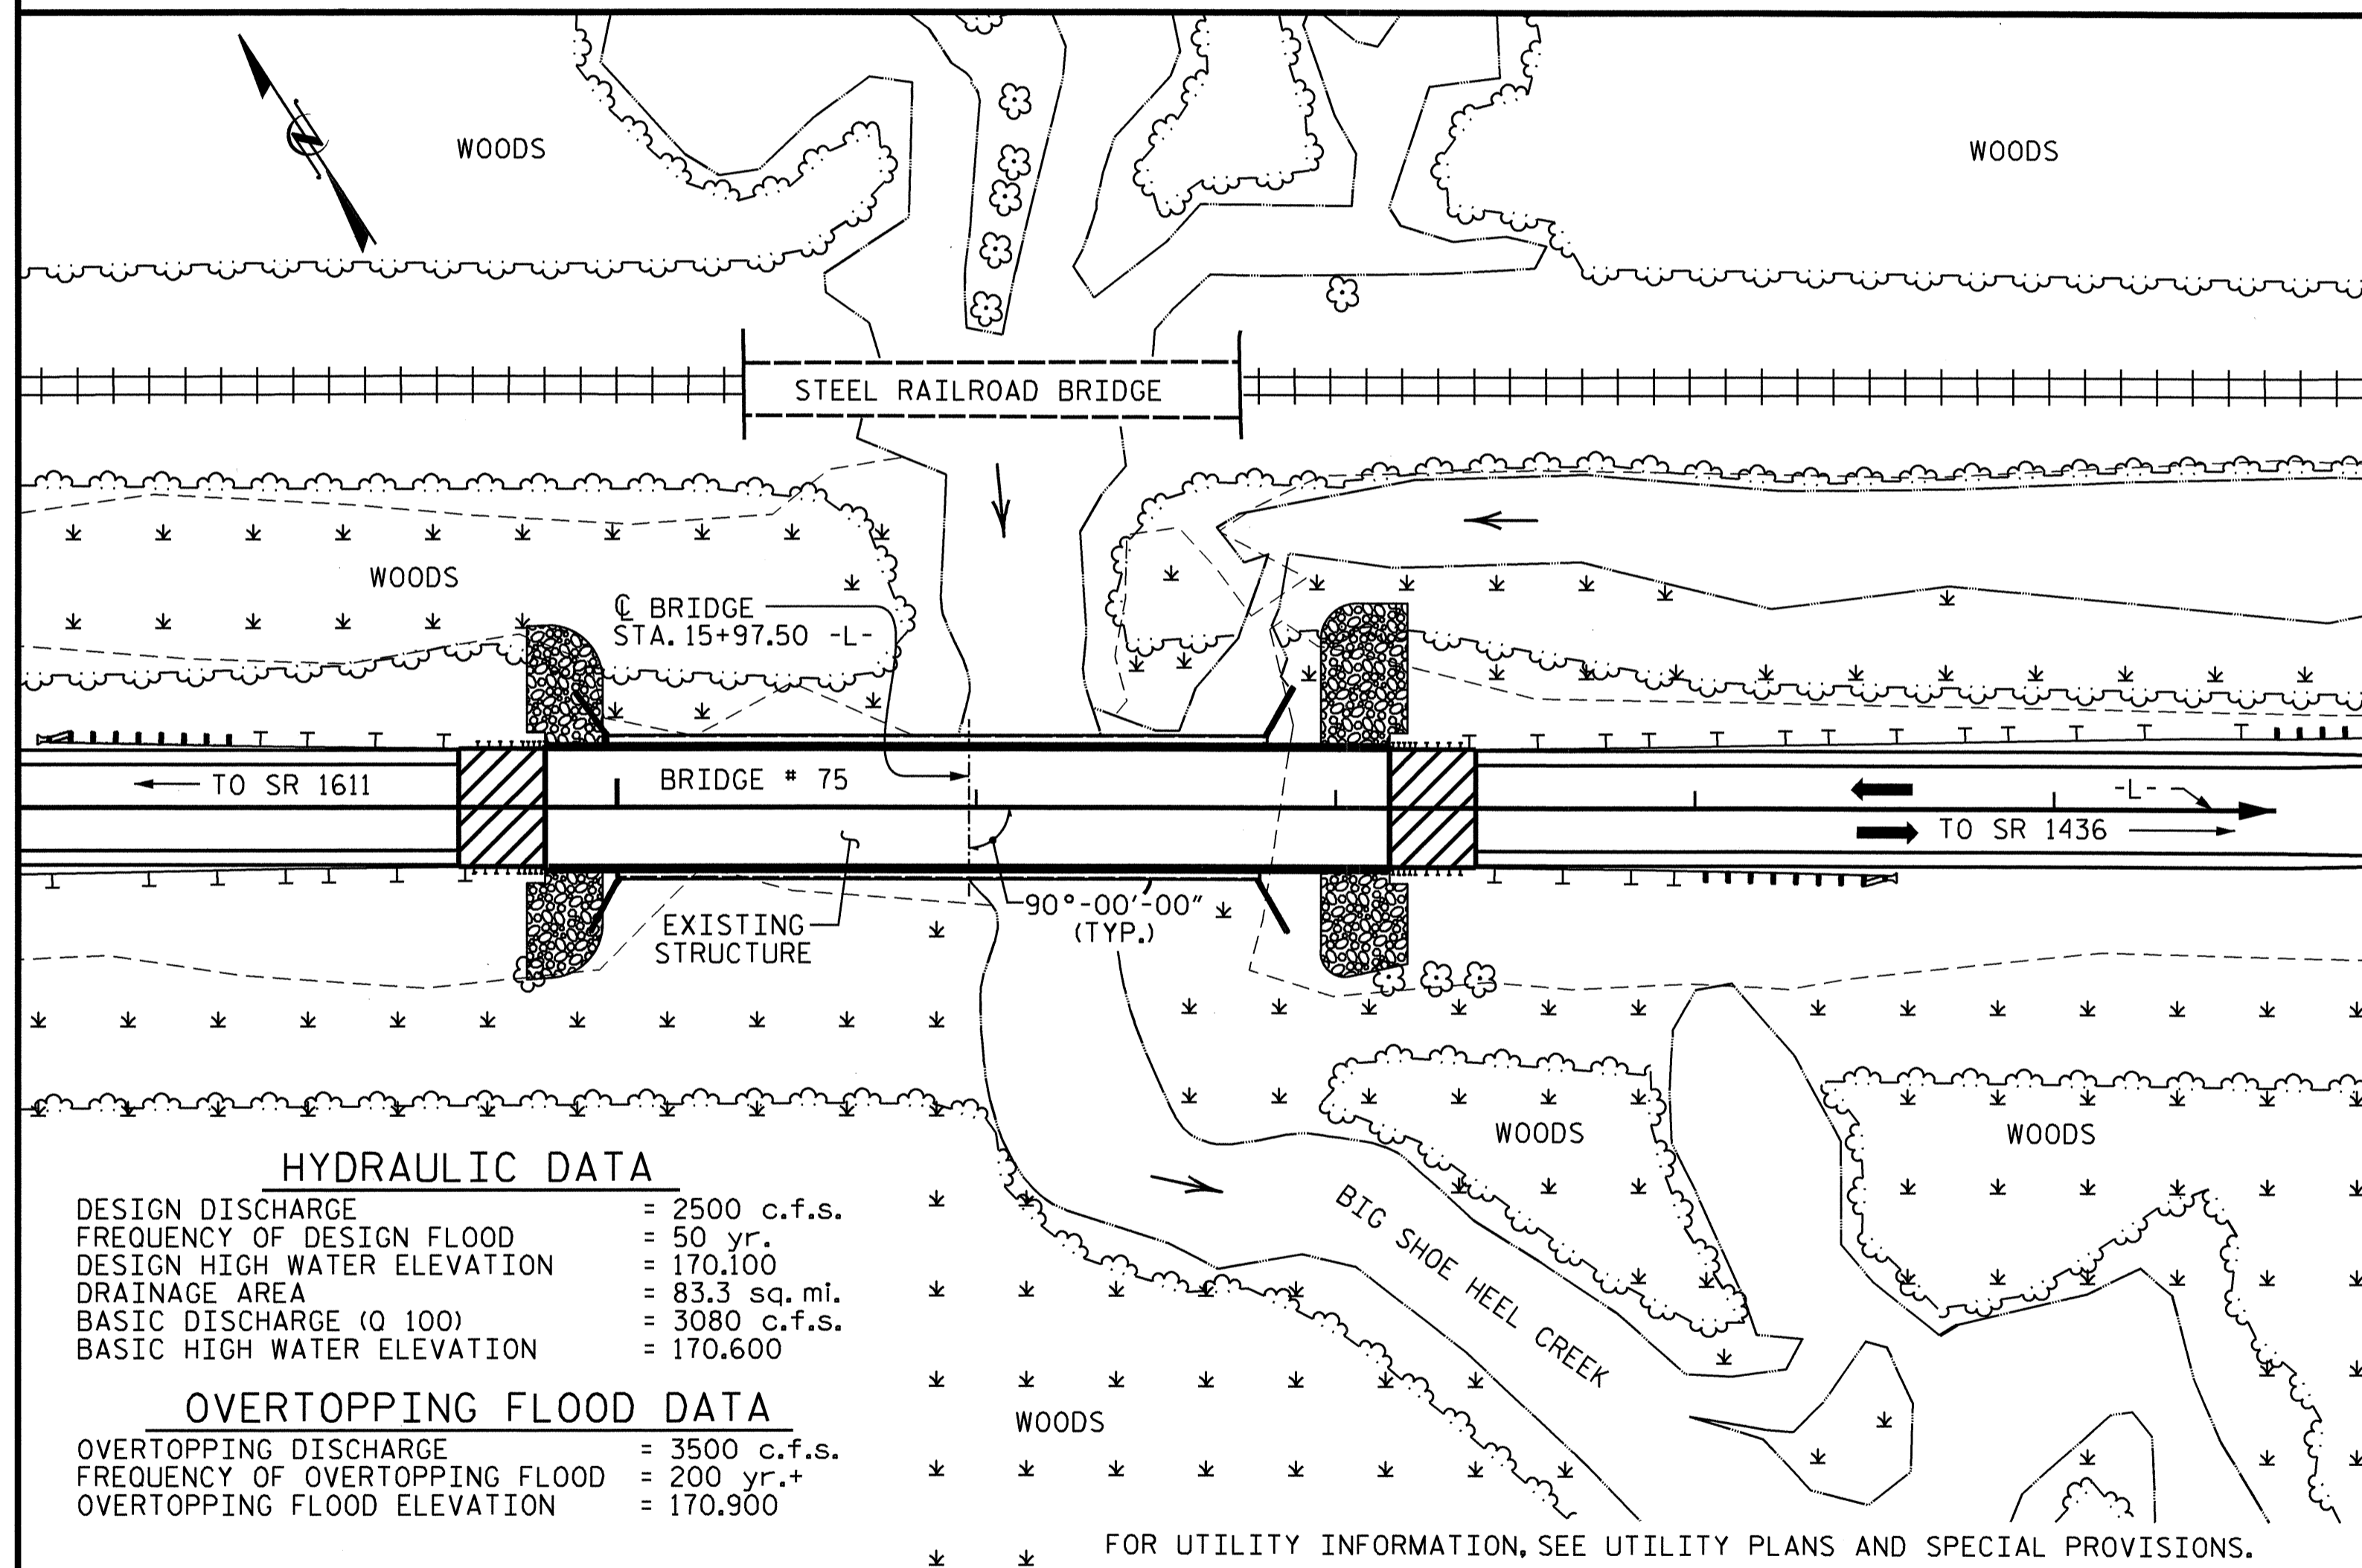 N
WOODS
WOODS
STEEL RAILROAD BRIDGE
WOODS
℄ BRIDGE
STA. 15+97.50 -L-
TO SR 1611
BRIDGE # 75
-L-
TO SR 1436
EXISTING
STRUCTURE
90°-00'-00"
(TYP.)
WOODS
WOODS
BIG SHOE HEEL CREEK
HYDRAULIC DATA
DESIGN DISCHARGE = 2500 c.f.s.
FREQUENCY OF DESIGN FLOOD = 50 yr.
DESIGN HIGH WATER ELEVATION = 170.100
DRAINAGE AREA = 83.3 sq. mi.
BASIC DISCHARGE (Q 100) = 3080 c.f.s.
BASIC HIGH WATER ELEVATION = 170.600
OVERTOPPING FLOOD DATA
OVERTOPPING DISCHARGE = 3500 c.f.s.
FREQUENCY OF OVERTOPPING FLOOD = 200 yr.+
OVERTOPPING FLOOD ELEVATION = 170.900
WOODS
FOR UTILITY INFORMATION, SEE UTILITY PLANS AND SPECIAL PROVISIONS.